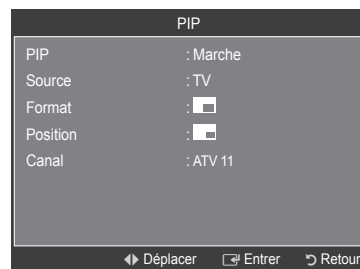 PIP
PIP : Marche
Source : TV
Format :
Position :
Canal : ATV 11
Déplacer Entrer Retour